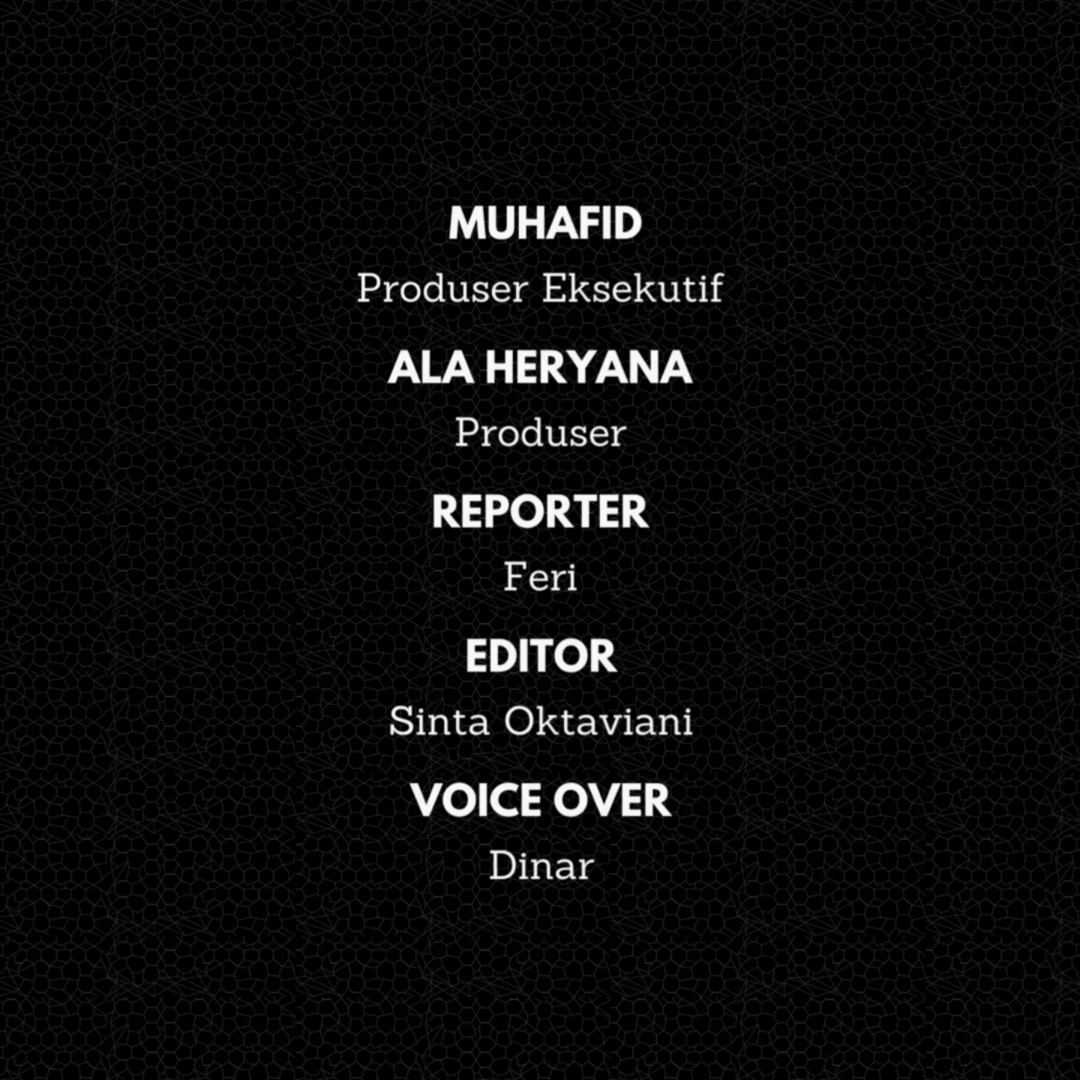 MUHAFID
Produser Eksekutif
ALA HERYANA
Produser
REPORTER
Feri
EDITOR
Sinta Oktaviani
VOICE OVER
Dinar